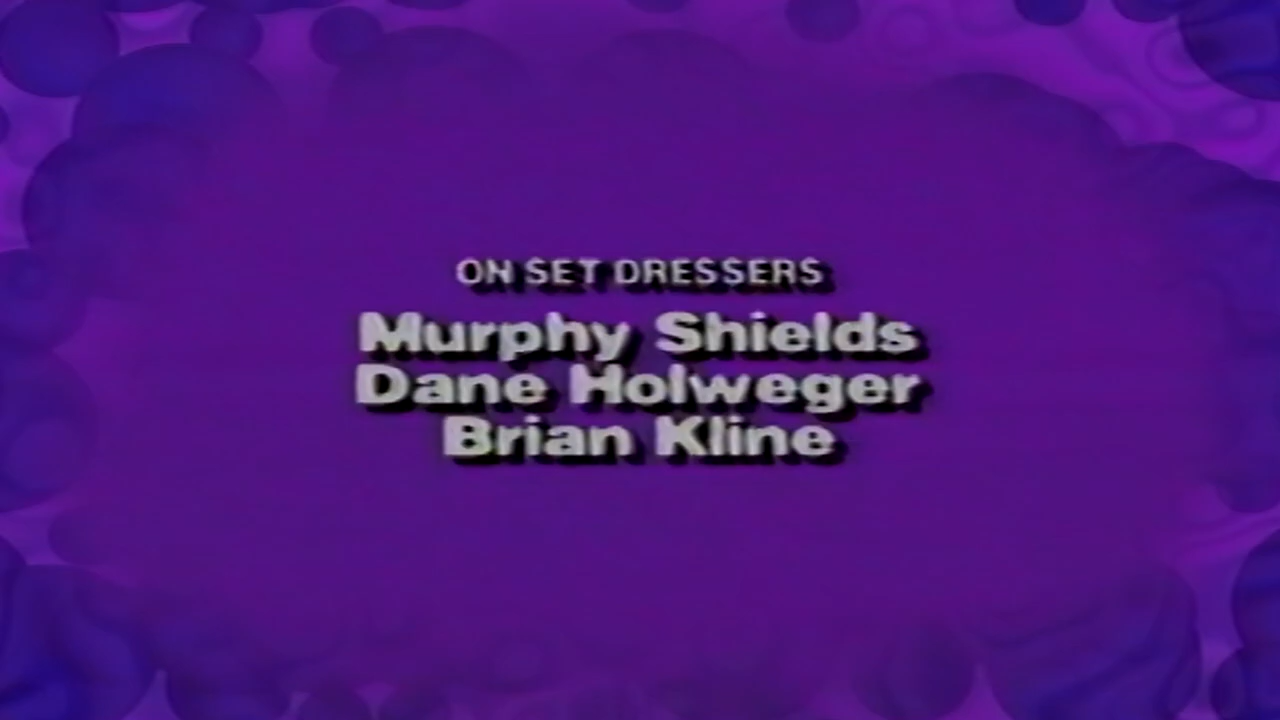 ON SET DRESSERS
Murphy Shields
Dane Holweger
Brian Kline